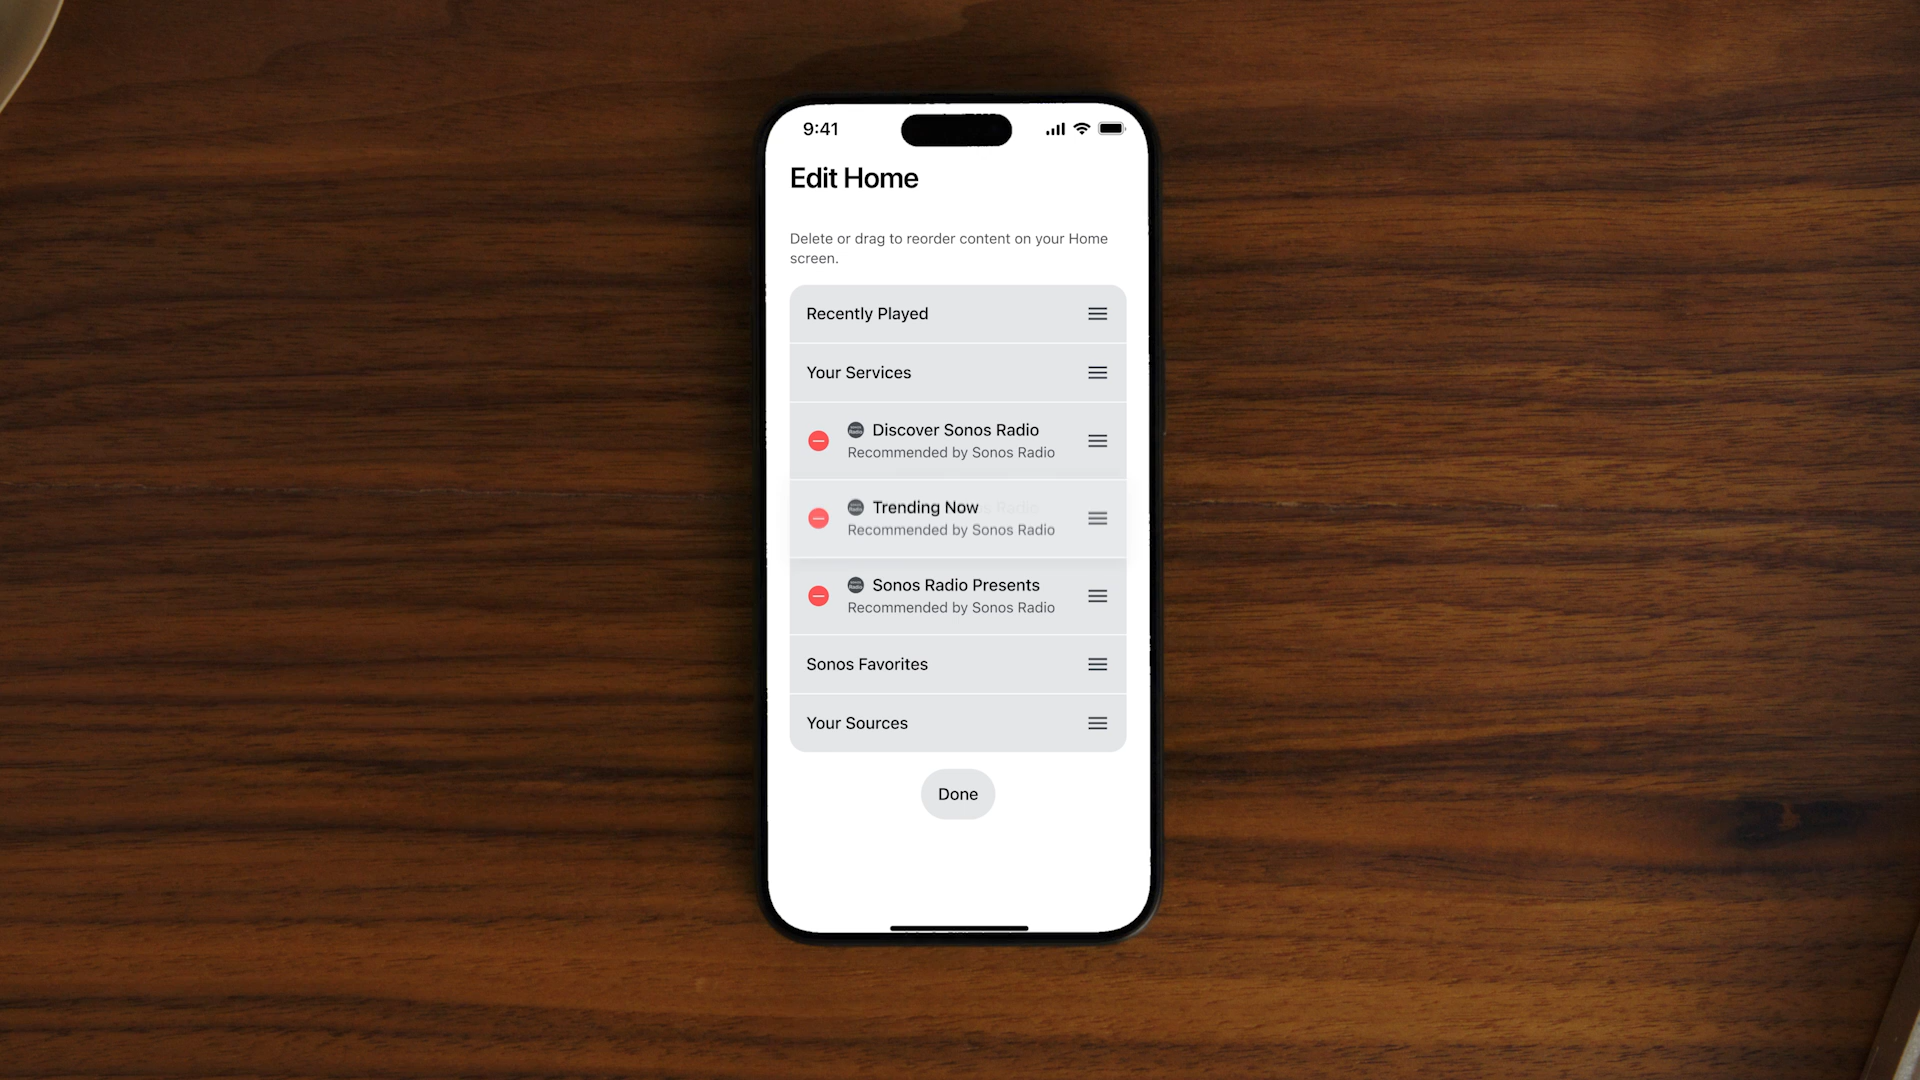 9:41
Edit Home
Delete or drag to reorder content on your Home
screen.
Recently Played
Your Services
Discover Sonos Radio
Recommended by Sonos Radio
Trending Now
Recommended by Sonos Radio
Sonos Radio Presents
Recommended by Sonos Radio
Sonos Favorites
Your Sources
Done